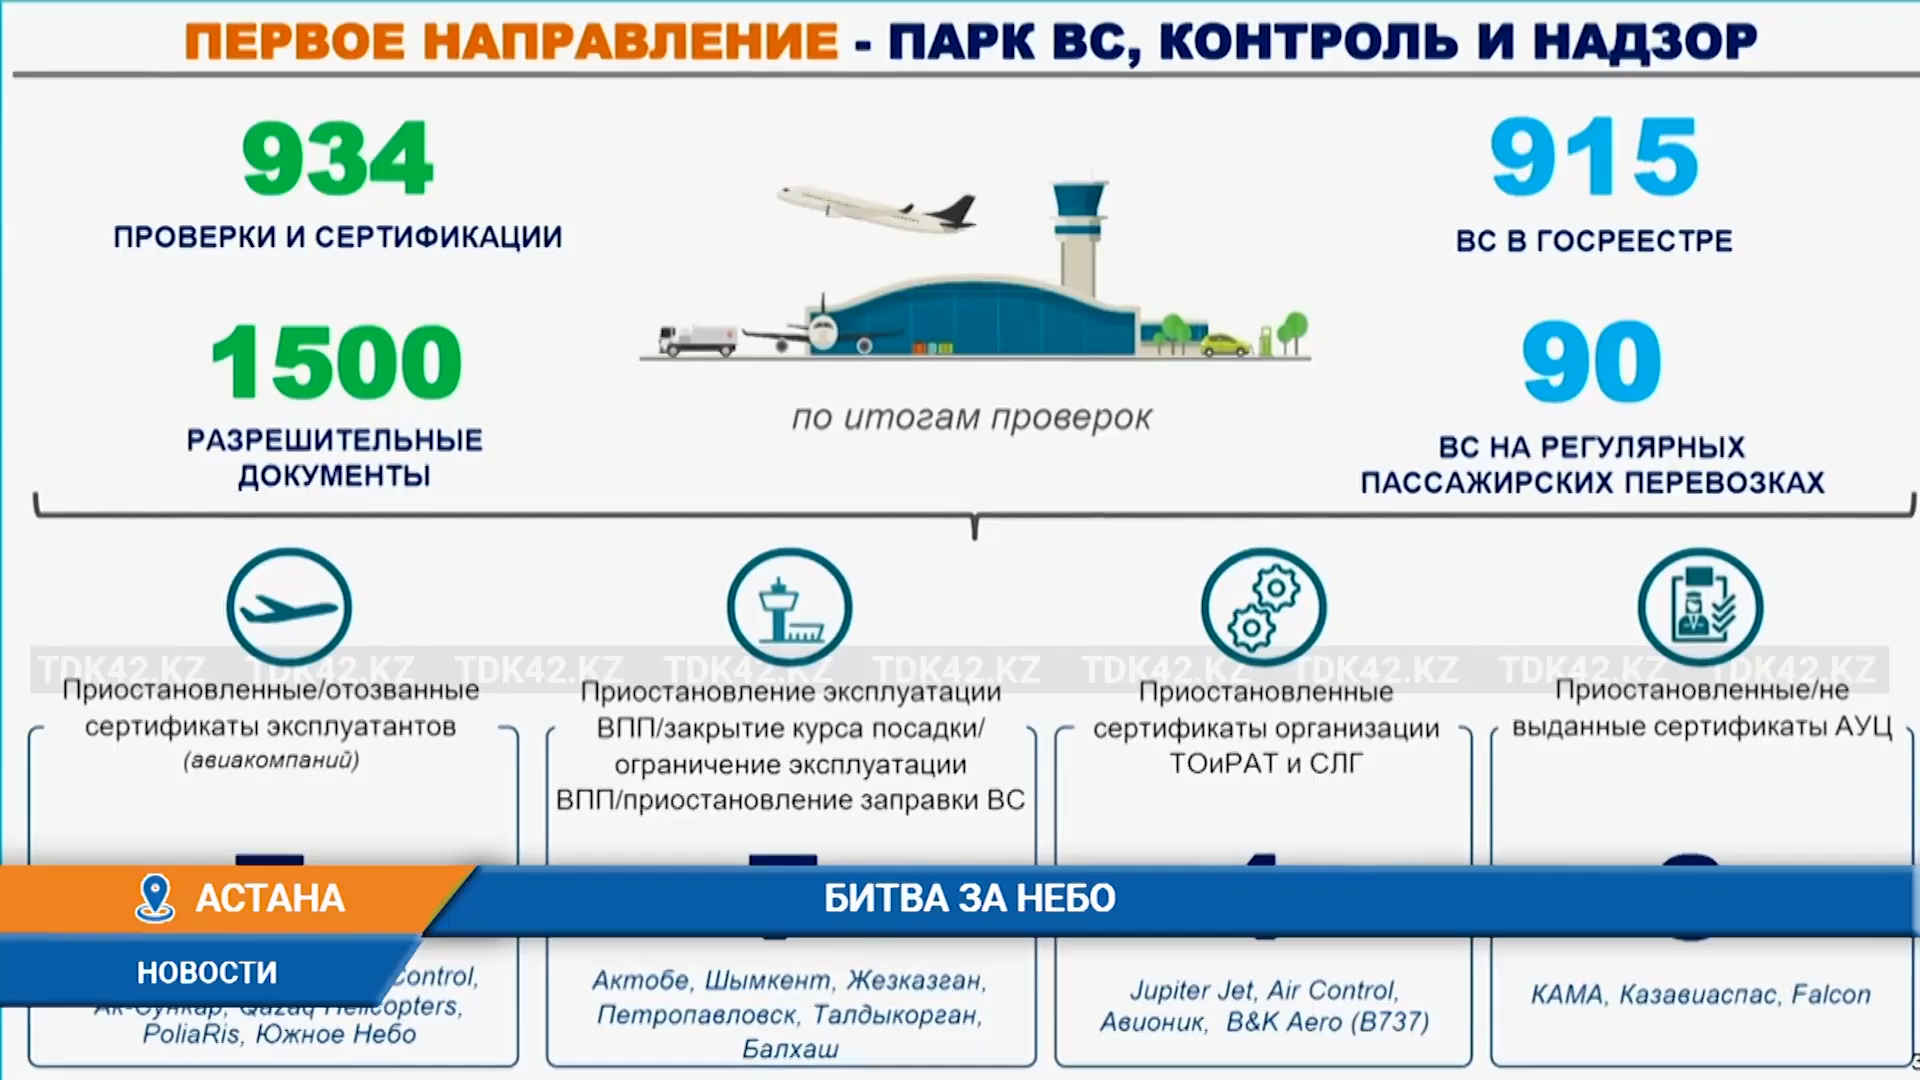 ПЕРВОЕ НАПРАВЛЕНИЕ - ПАРК ВС, КОНТРОЛЬ И НАДЗОР
934
ПРОВЕРКИ И СЕРТИФИКАЦИИ
1500
РАЗРЕШИТЕЛЬНЫЕ
ДОКУМЕНТЫ
по итогам проверок
915
ВС В ГОСРЕЕСТРЕ
90
ВС НА РЕГУЛЯРНЫХ
ПАССАЖИРСКИХ ПЕРЕВОЗКАХ
TDK42.KZ TDK42.KZ TDK42.KZ TDK42.KZ TDK42.KZ TDK42.KZ TDK42.KZ TDK42.KZ TDK42.KZ
Приостановленные/отозванные
сертификаты эксплуатантов
(авиакомпаний)
Приостановление эксплуатации
ВПП/закрытие курса посадки/
ограничение эксплуатации
ВПП/приостановление заправки ВС
Приостановленные
сертификаты организации
ТОиРАТ и СЛГ
Приостановленные/не
выданные сертификаты АУЦ
АСТАНА
БИТВА ЗА НЕБО
НОВОСТИ
Control,
Ак-Сункар, Qazaq Helicopters,
PoliaRis, Южное Небо
Актобе, Шымкент, Жезказган,
Петропавловск, Талдыкорган,
Балхаш
Jupiter Jet, Air Control,
Авионик, B&K Aero (B737)
КАМА, Казавиаспас, Falcon